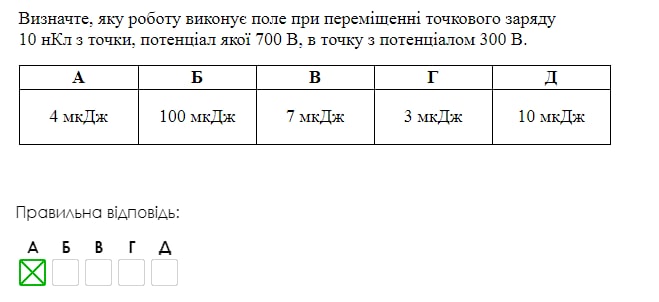 Визначте, яку роботу виконує поле при переміщенні точкового заряду
10 нКл з точки, потенціал якої 700 В, в точку з потенціалом 300 В.
А Б В Г Д
4 мкДж 100 мкДж 7 мкДж 3 мкДж 10 мкДж
Правильна відповідь:
А Б В Г Д